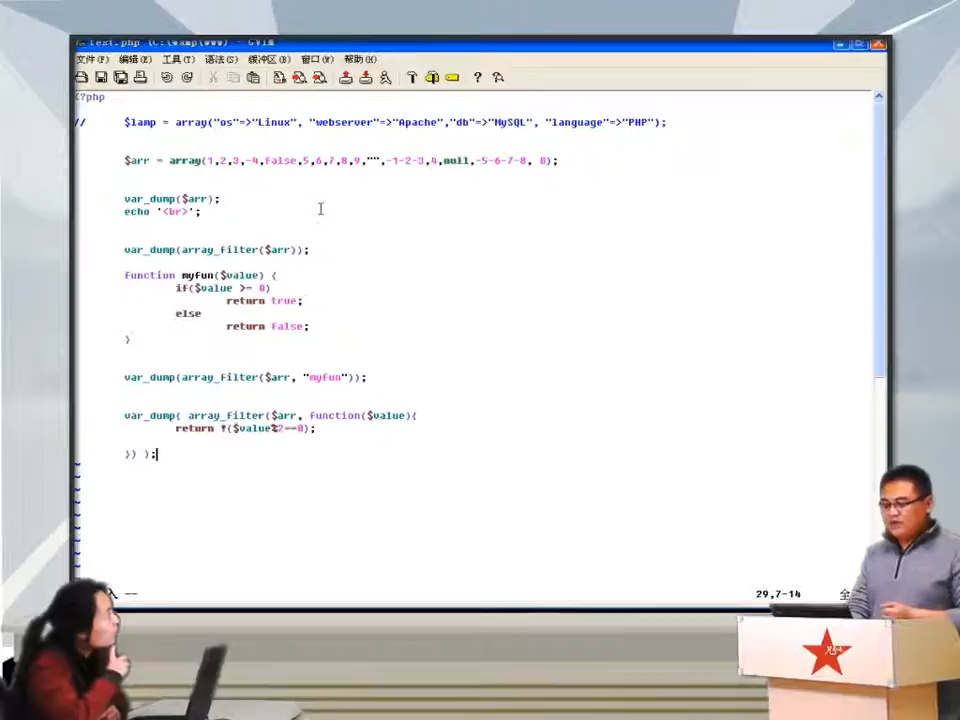 test.php (C:\wamp\www) - GVIM
文件(F) 编辑(E) 工具(T) 语法(S) 缓冲区(B) 窗口(W) 帮助(H)
<?php
// $lamp = array("os"=>"Linux", "webserver"=>"Apache","db"=>"MySQL", "language"=>"PHP");
$arr = array(1,2,3,-4,false,5,6,7,8,9,"",-1-2-3,4,null,-5-6-7-8, 0);
var_dump($arr);
echo '<br>';
var_dump(array_filter($arr));
function myfun($value) {
if($value >= 0)
return true;
else
return false;
}
var_dump(array_filter($arr, "myfun"));
var_dump( array_filter($arr, function($value){
return !($value%2==0);
}) );
~
~
~
~
~
~
~
~
~
--
29,7-14